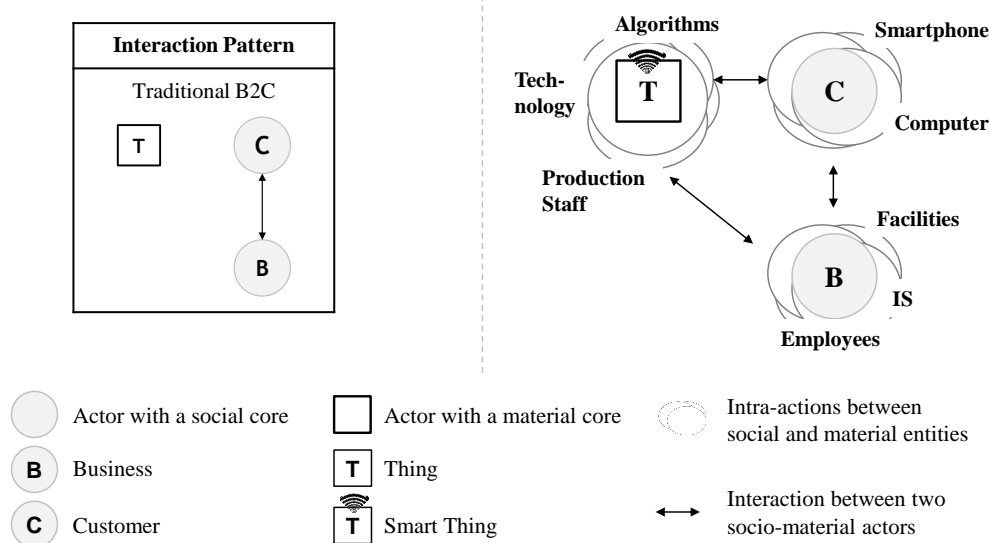 Interaction Pattern
Traditional B2C
T
C
B
Algorithms
Tech-
nology
T
Production
Staff
Smartphone
C
Computer
Facilities
B
IS
Employees
Actor with a social core
Actor with a material core
Intra-actions between
social and material entities
B
Business
T
Thing
C
Customer
T
Smart Thing
Interaction between two
socio-material actors